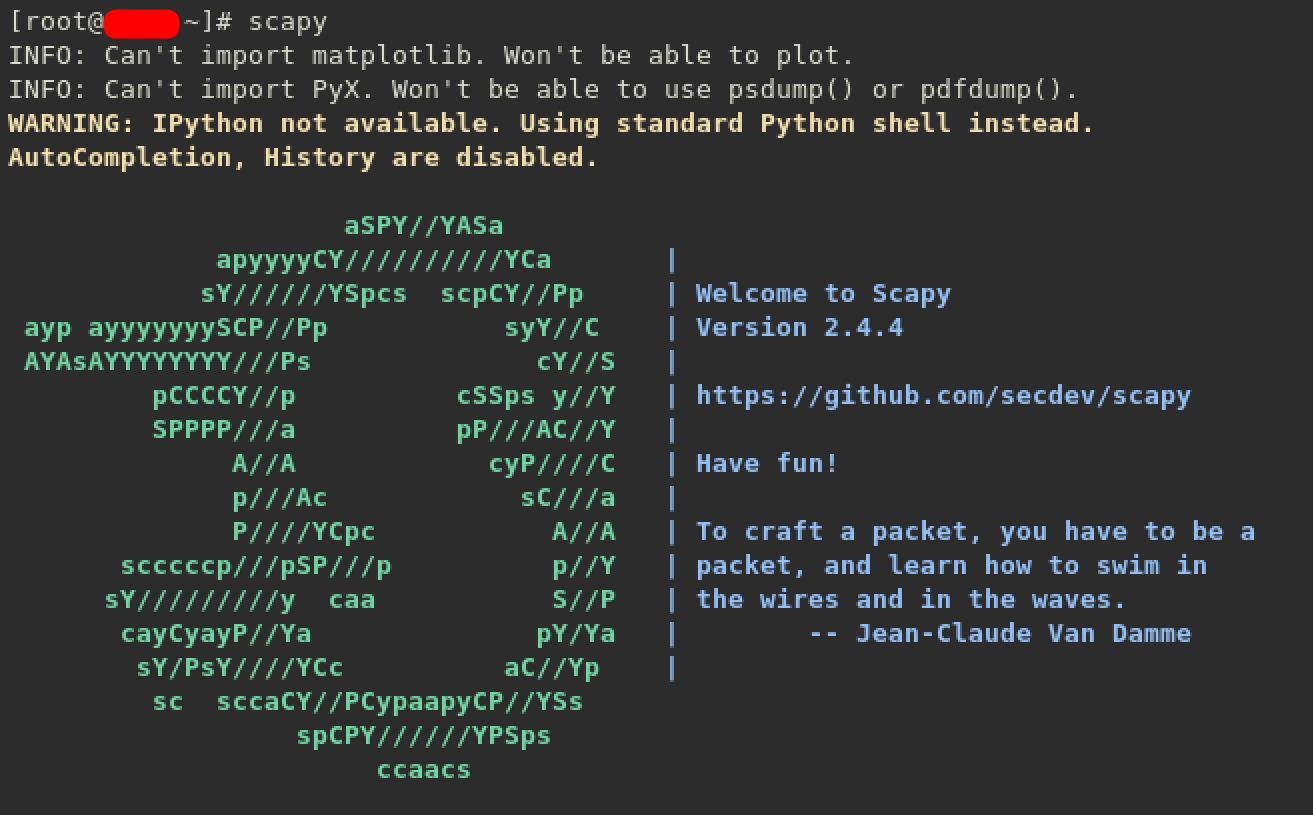 [root@ ~]# scapy
INFO: Can't import matplotlib. Won't be able to plot.
INFO: Can't import PyX. Won't be able to use psdump() or pdfdump().
WARNING: IPython not available. Using standard Python shell instead.
AutoCompletion, History are disabled.

                     aSPY//YASa
             apyyyyCY//////////YCa       |
            sY//////YSpcs  scpCY//Pp     | Welcome to Scapy
 ayp ayyyyyyySCP//Pp           syY//C    | Version 2.4.4
 AYAsAYYYYYYYY///Ps              cY//S   |
         pCCCCY//p          cSSps y//Y   | https://github.com/secdev/scapy
         SPPPP///a          pP///AC//Y   |
              A//A            cyP////C   | Have fun!
              p///Ac            sC///a   |
              P////YCpc           A//A   | To craft a packet, you have to be a
       scccccp///pSP///p          p//Y   | packet, and learn how to swim in
      sY/////////y  caa           S//P   | the wires and in the waves.
       cayCyayP//Ya              pY/Ya   |        -- Jean-Claude Van Damme
        sY/PsY////YCc          aC//Yp    |
         sc  sccaCY//PCypaapyCP//YSs
                  spCPY//////YPSps
                       ccaacs